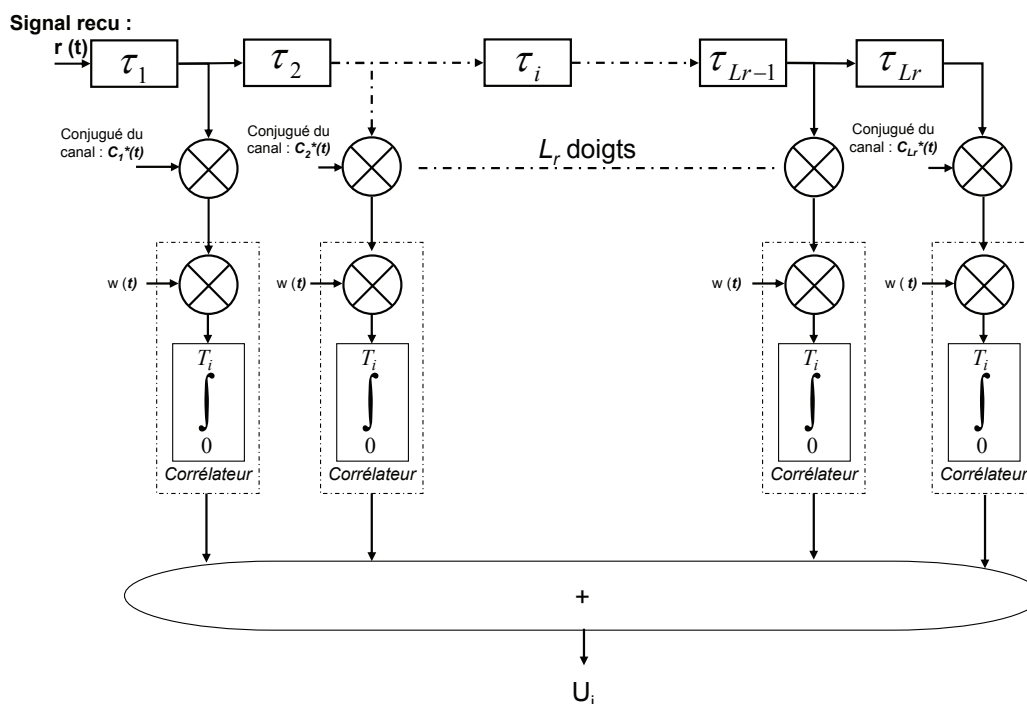 Signal recu :
r (t)
τ1
τ2
τi
τLr−1
τLr
Conjugué du
canal : C1*(t)
Conjugué du
canal : C2*(t)
Lr doigts
Conjugué du
canal : CLr*(t)
w (t)
w (t)
w (t)
w ( t)
Ti
∫
0
Ti
∫
0
Ti
∫
0
Ti
∫
0
Corrélateur
Corrélateur
Corrélateur
Corrélateur
+
Ui